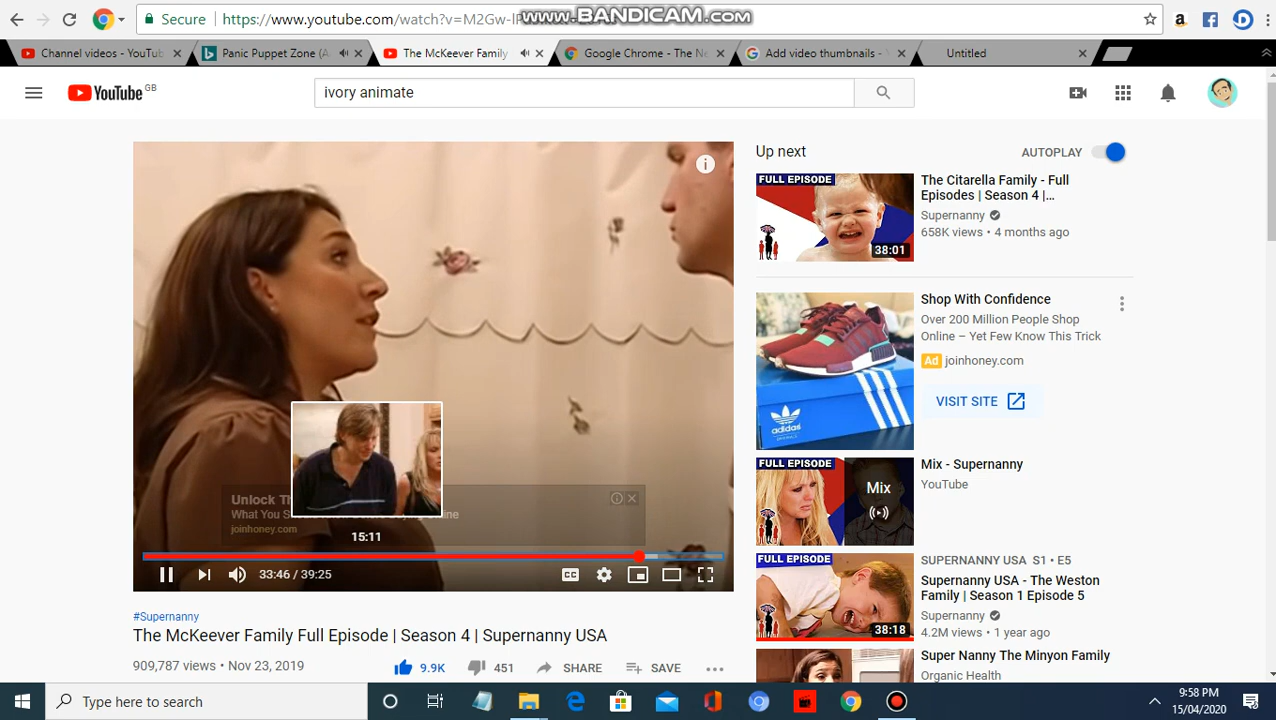 Secure https://www.youtube.com/watch?v=M2Gw-
www.BANDICAM.com
Channel videos - YouTub
Panic Puppet Zone (A
The McKeever Family
Google Chrome - The Ne
Add video thumbnails -
Untitled
YouTube GB
ivory animate
Up next
AUTOPLAY
FULL EPISODE
38:01
The Citarella Family - Full
Episodes | Season 4 |...
Supernanny
658K views • 4 months ago
adidas
Shop With Confidence
Over 200 Million People Shop
Online – Yet Few Know This Trick
Ad joinhoney.com
VISIT SITE
FULL EPISODE
Mix
Mix - Supernanny
YouTube
Unlock Th
What You S
line
joinhoney.com
15:11
33:46 / 39:25
CC
FULL EPISODE
38:18
SUPERNANNY USA S1 • E5
Supernanny USA - The Weston
Family | Season 1 Episode 5
Supernanny
4.2M views • 1 year ago
#Supernanny
The McKeever Family Full Episode | Season 4 | Supernanny USA
909,787 views • Nov 23, 2019
9.9K
451
SHARE
SAVE
Super Nanny The Minyon Family
Organic Health
Type here to search
9:58 PM
15/04/2020